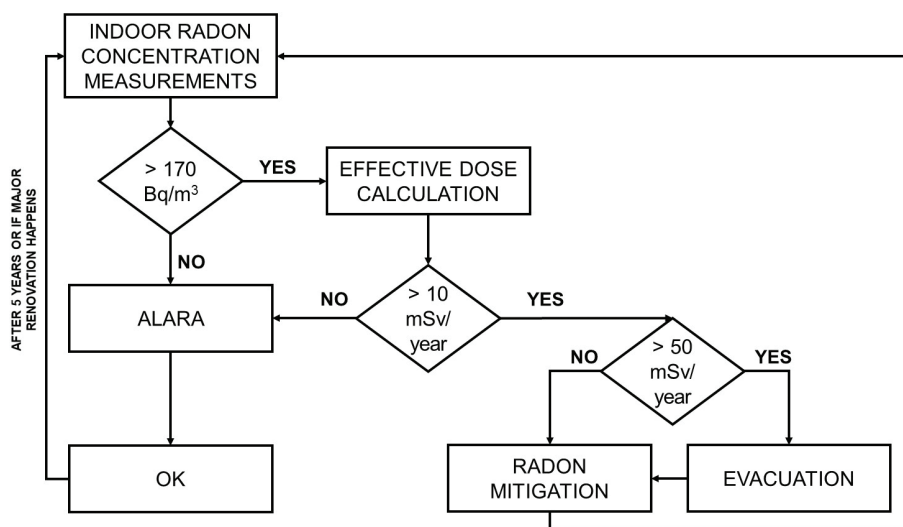 INDOOR RADON
CONCENTRATION
MEASUREMENTS
> 170
Bq/m³
YES
EFFECTIVE DOSE
CALCULATION
NO
ALARA
NO
> 10
mSv/
year
YES
> 50
mSv/
year
NO
YES
OK
RADON
MITIGATION
EVACUATION
AFTER 5 YEARS OR IF MAJOR
RENOVATION HAPPENS